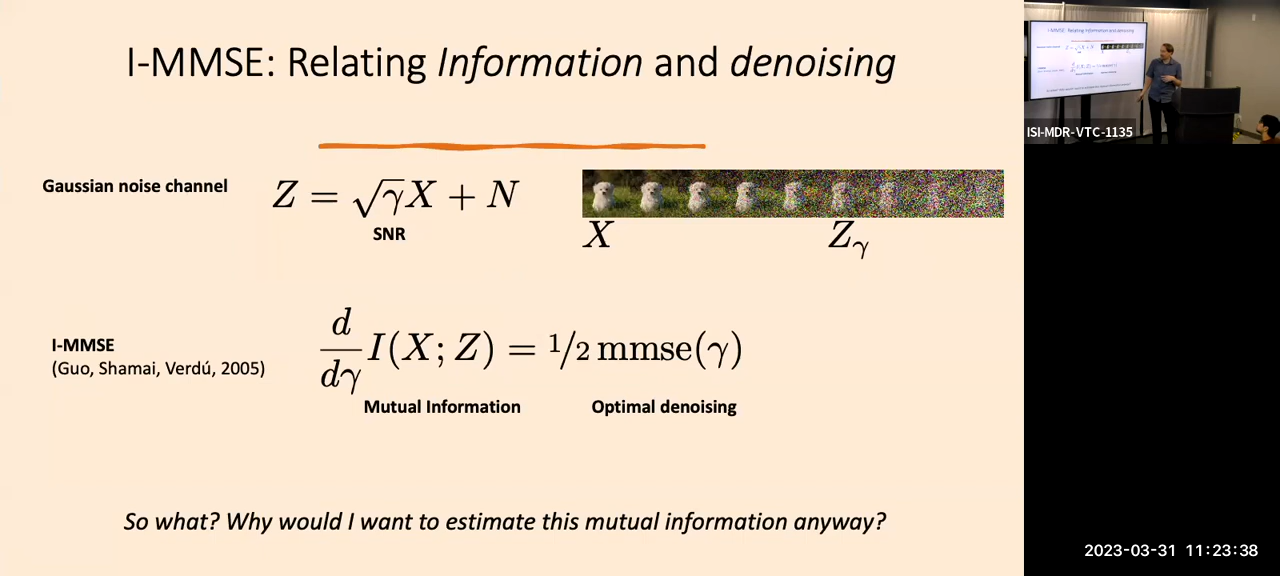 I-MMSE: Relating Information and denoising
Gaussian noise channel
Z = √γX + N
SNR
X
Zγ
I-MMSE
(Guo, Shamai, Verdú, 2005)
d/dγ I(X; Z) = 1/2 mmse(γ)
Mutual Information
Optimal denoising
So what? Why would I want to estimate this mutual information anyway?
ISI-MDR-VTC-1135
2023-03-31 11:23:38